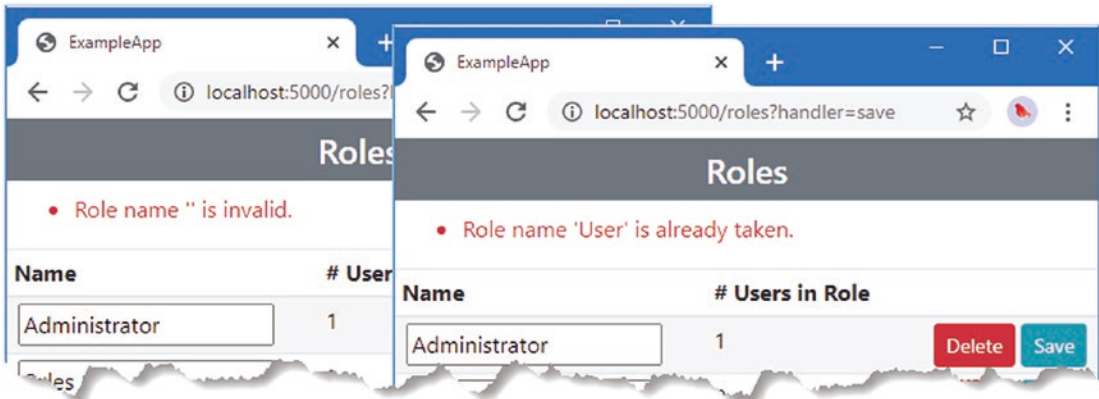 ExampleApp
localhost:5000/roles?
Roles
• Role name '' is invalid.
Name # User
Administrator 1
ExampleApp
localhost:5000/roles?handler=save
Roles
• Role name 'User' is already taken.
Name # Users in Role
Administrator 1 Delete Save